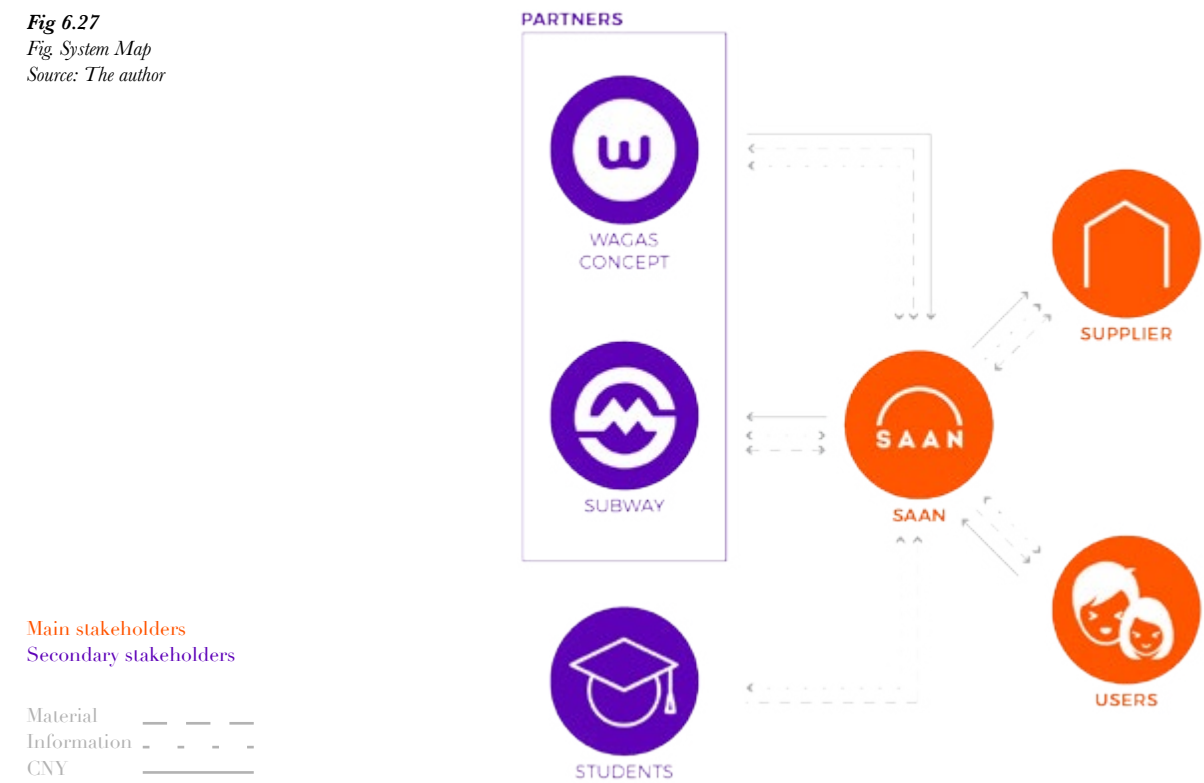 Fig 6.27
Fig. System Map
Source: The author
PARTNERS
WAGAS
CONCEPT
SUBWAY
STUDENTS
SUPPLIER
SAAN
SAAN
USERS
Main stakeholders
Secondary stakeholders
Material
Information
CNY